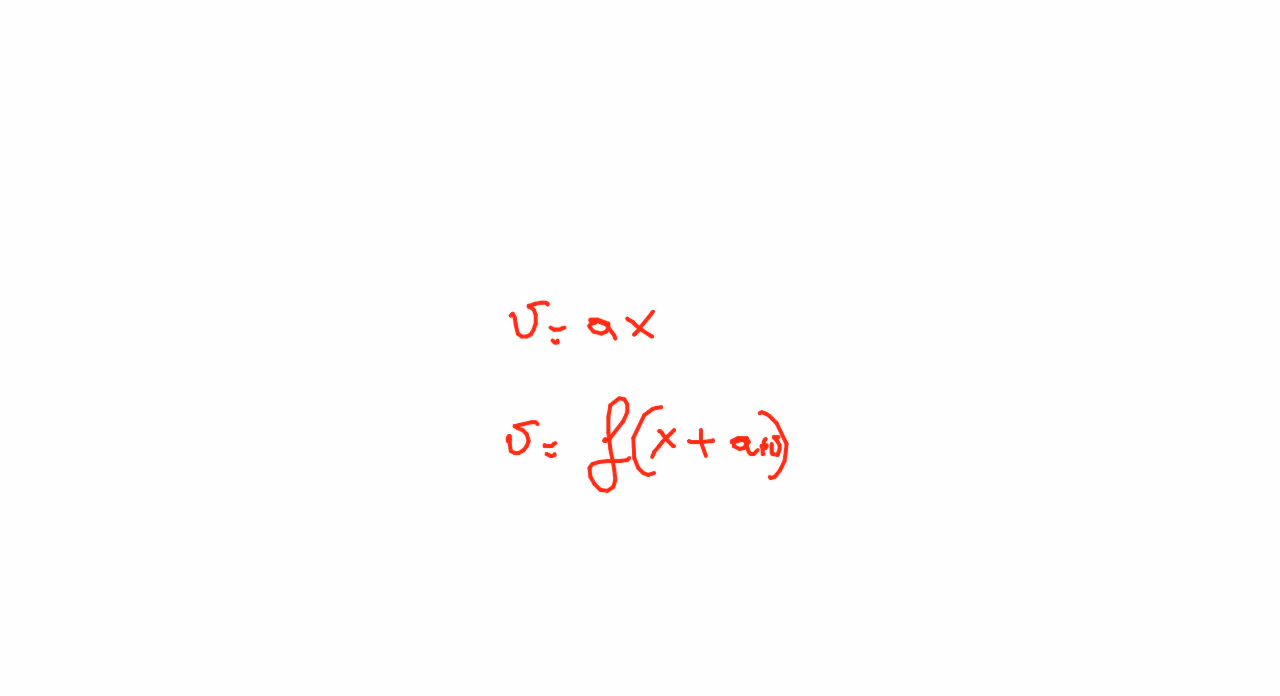 v = ax
v = f(x + a+v)